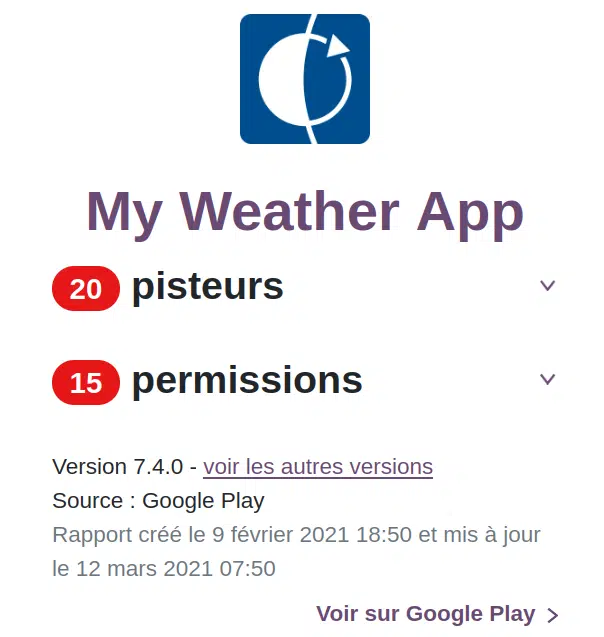 My Weather App
20 pisteurs
15 permissions
Version 7.4.0 - voir les autres versions
Source : Google Play
Rapport créé le 9 février 2021 18:50 et mis à jour
le 12 mars 2021 07:50
Voir sur Google Play